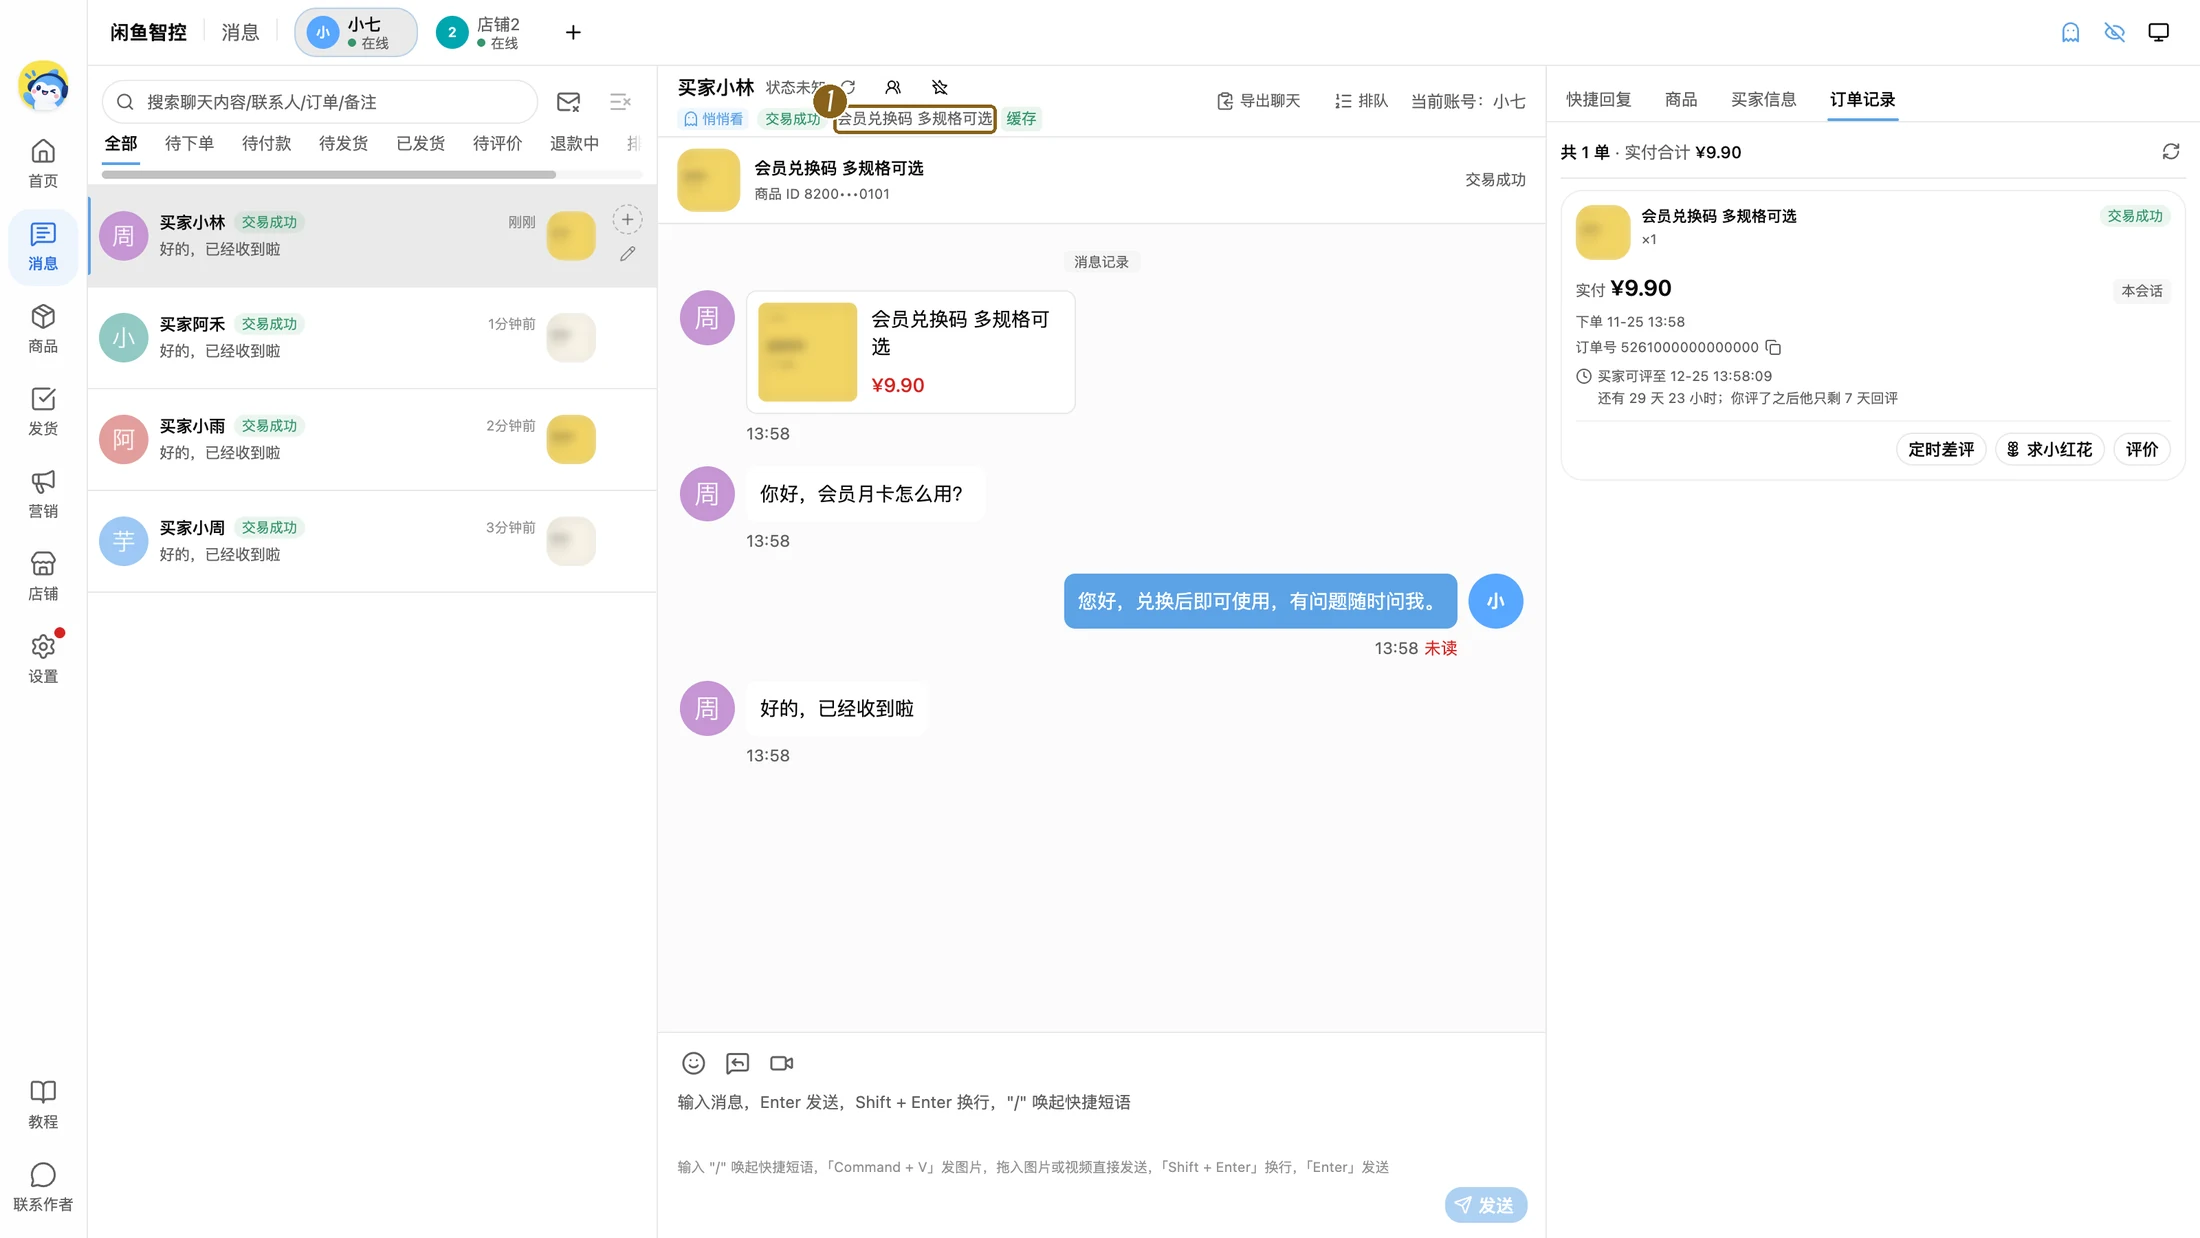 闲鱼智控
消息
小
小七
在线
2
店铺2
在线
首页
消息
商品
发货
营销
店铺
设置
教程
联系作者
搜索聊天内容/联系人/订单/备注
全部 待下单 待付款 待发货 已发货 待评价 退款中
周
买家小林 交易成功 刚刚
好的，已经收到啦
小
买家阿禾 交易成功 1分钟前
好的，已经收到啦
阿
买家小雨 交易成功 2分钟前
好的，已经收到啦
芋
买家小周 交易成功 3分钟前
好的，已经收到啦
买家小林 状态未知
1
悄悄看 交易成功 会员兑换码 多规格可选 缓存
导出聊天 排队 当前账号：小七
会员兑换码 多规格可选
商品 ID 8200···0101
交易成功
消息记录
周
会员兑换码 多规格可
选
¥9.90
13:58
周
你好，会员月卡怎么用?
13:58
您好，兑换后即可使用，有问题随时问我。
小
13:58 未读
周
好的，已经收到啦
13:58
输入消息，Enter 发送，Shift + Enter 换行，"/" 唤起快捷短语
输入 "/" 唤起快捷短语，「Command + V」发图片，拖入图片或视频直接发送，「Shift + Enter」换行，「Enter」发送
发送
快捷回复 商品 买家信息 订单记录
共 1 单 · 实付合计 ¥9.90
会员兑换码 多规格可选
交易成功
×1
实付 ¥9.90
本会话
下单 11-25 13:58
订单号 5261000000000000
买家可评至 12-25 13:58:09
还有 29 天 23 小时；你评了之后他只剩 7 天回评
定时差评 求小红花 评价